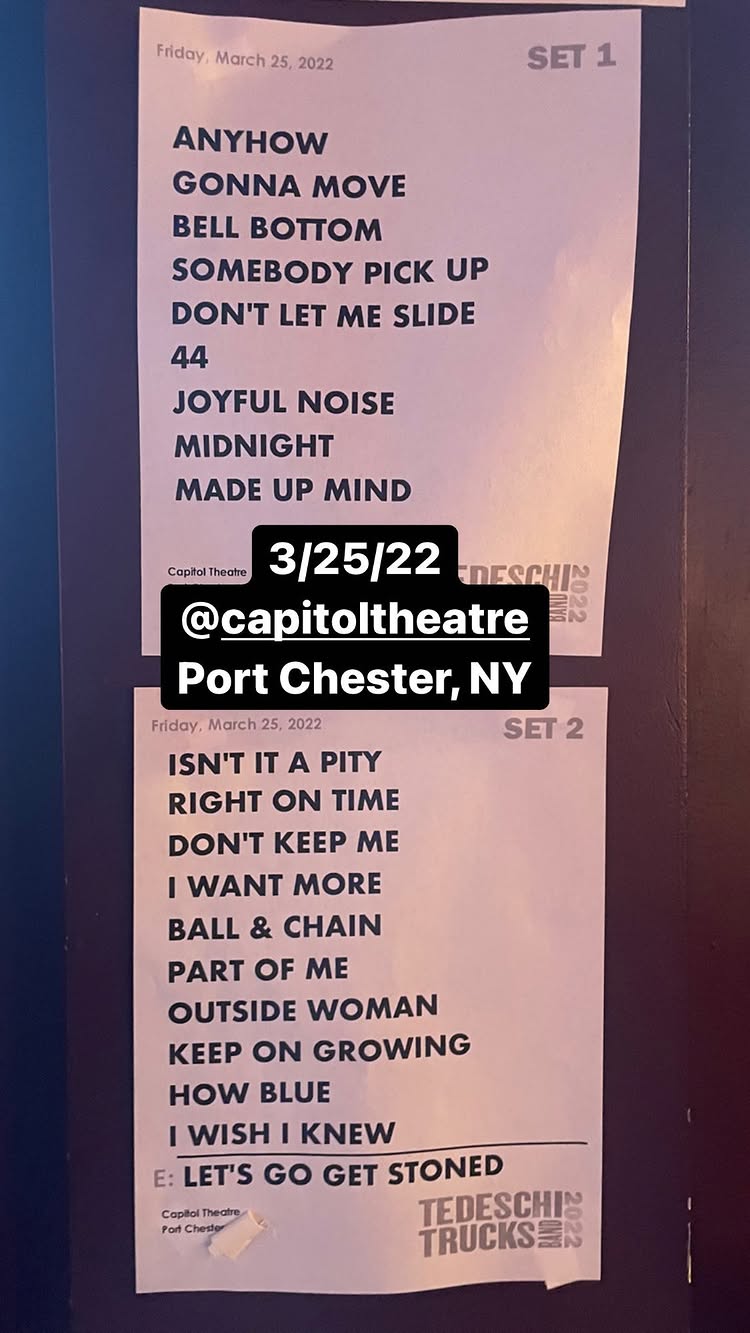 Friday, March 25, 2022
SET 1
ANYHOW
GONNA MOVE
BELL BOTTOM
SOMEBODY PICK UP
DON'T LET ME SLIDE
44
JOYFUL NOISE
MIDNIGHT
MADE UP MIND
Capitol Theatre
TEDESCHI
BAND 2022
3/25/22
@capitoltheatre
Port Chester, NY
Friday, March 25, 2022
SET 2
ISN'T IT A PITY
RIGHT ON TIME
DON'T KEEP ME
I WANT MORE
BALL & CHAIN
PART OF ME
OUTSIDE WOMAN
KEEP ON GROWING
HOW BLUE
I WISH I KNEW
E: LET'S GO GET STONED
Capitol Theatre
Port Chester
TEDESCHI
TRUCKS
BAND 2022